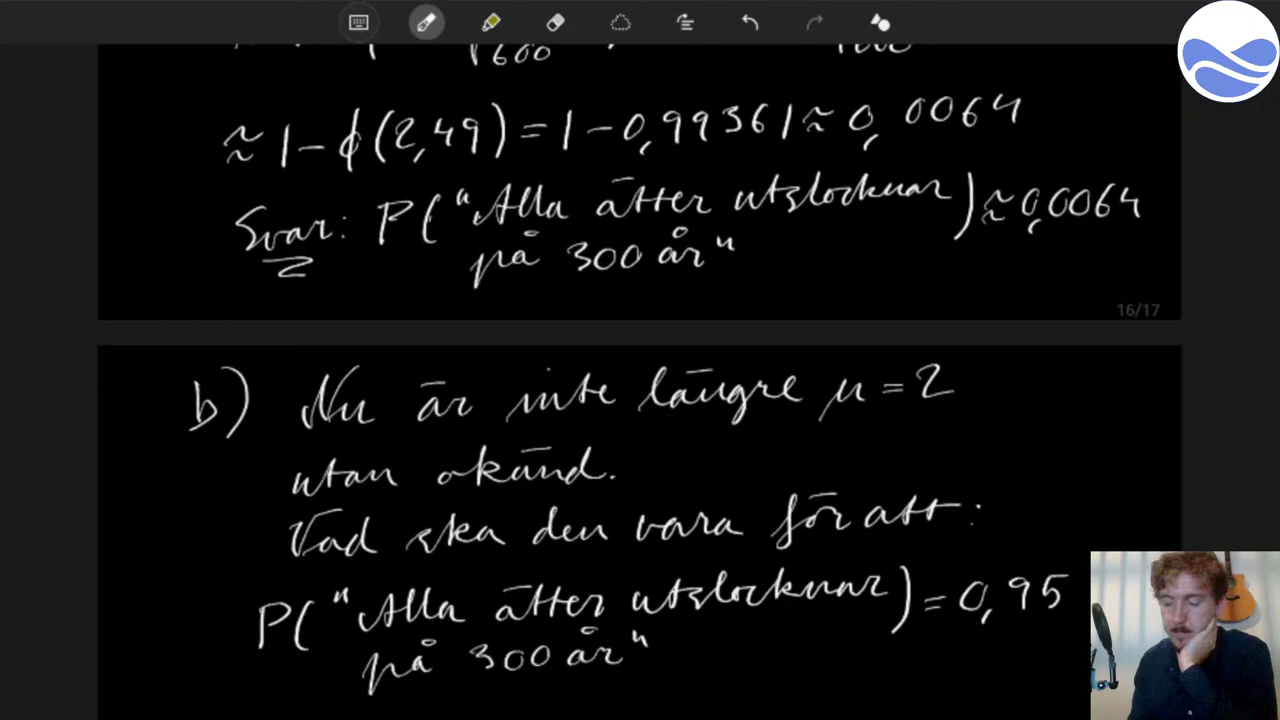 √600
≈ 1 - ϕ(2,49) = 1 - 0,99361 ≈ 0,0064
Svar: P("Alla ätter utslocknar) ≈ 0,0064
på 300 år"
16/17
b) Nu är inte längre μ = 2
utan okänd.
Vad ska den vara för att:
P("Alla ätter utslocknar) = 0,95
på 300 år"